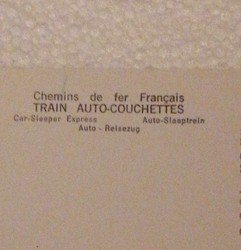 Chemins de fer Français
TRAIN AUTO-COUCHETTES
Car-Sleeper Express Auto-Slaaptrein
Auto - Reisezug